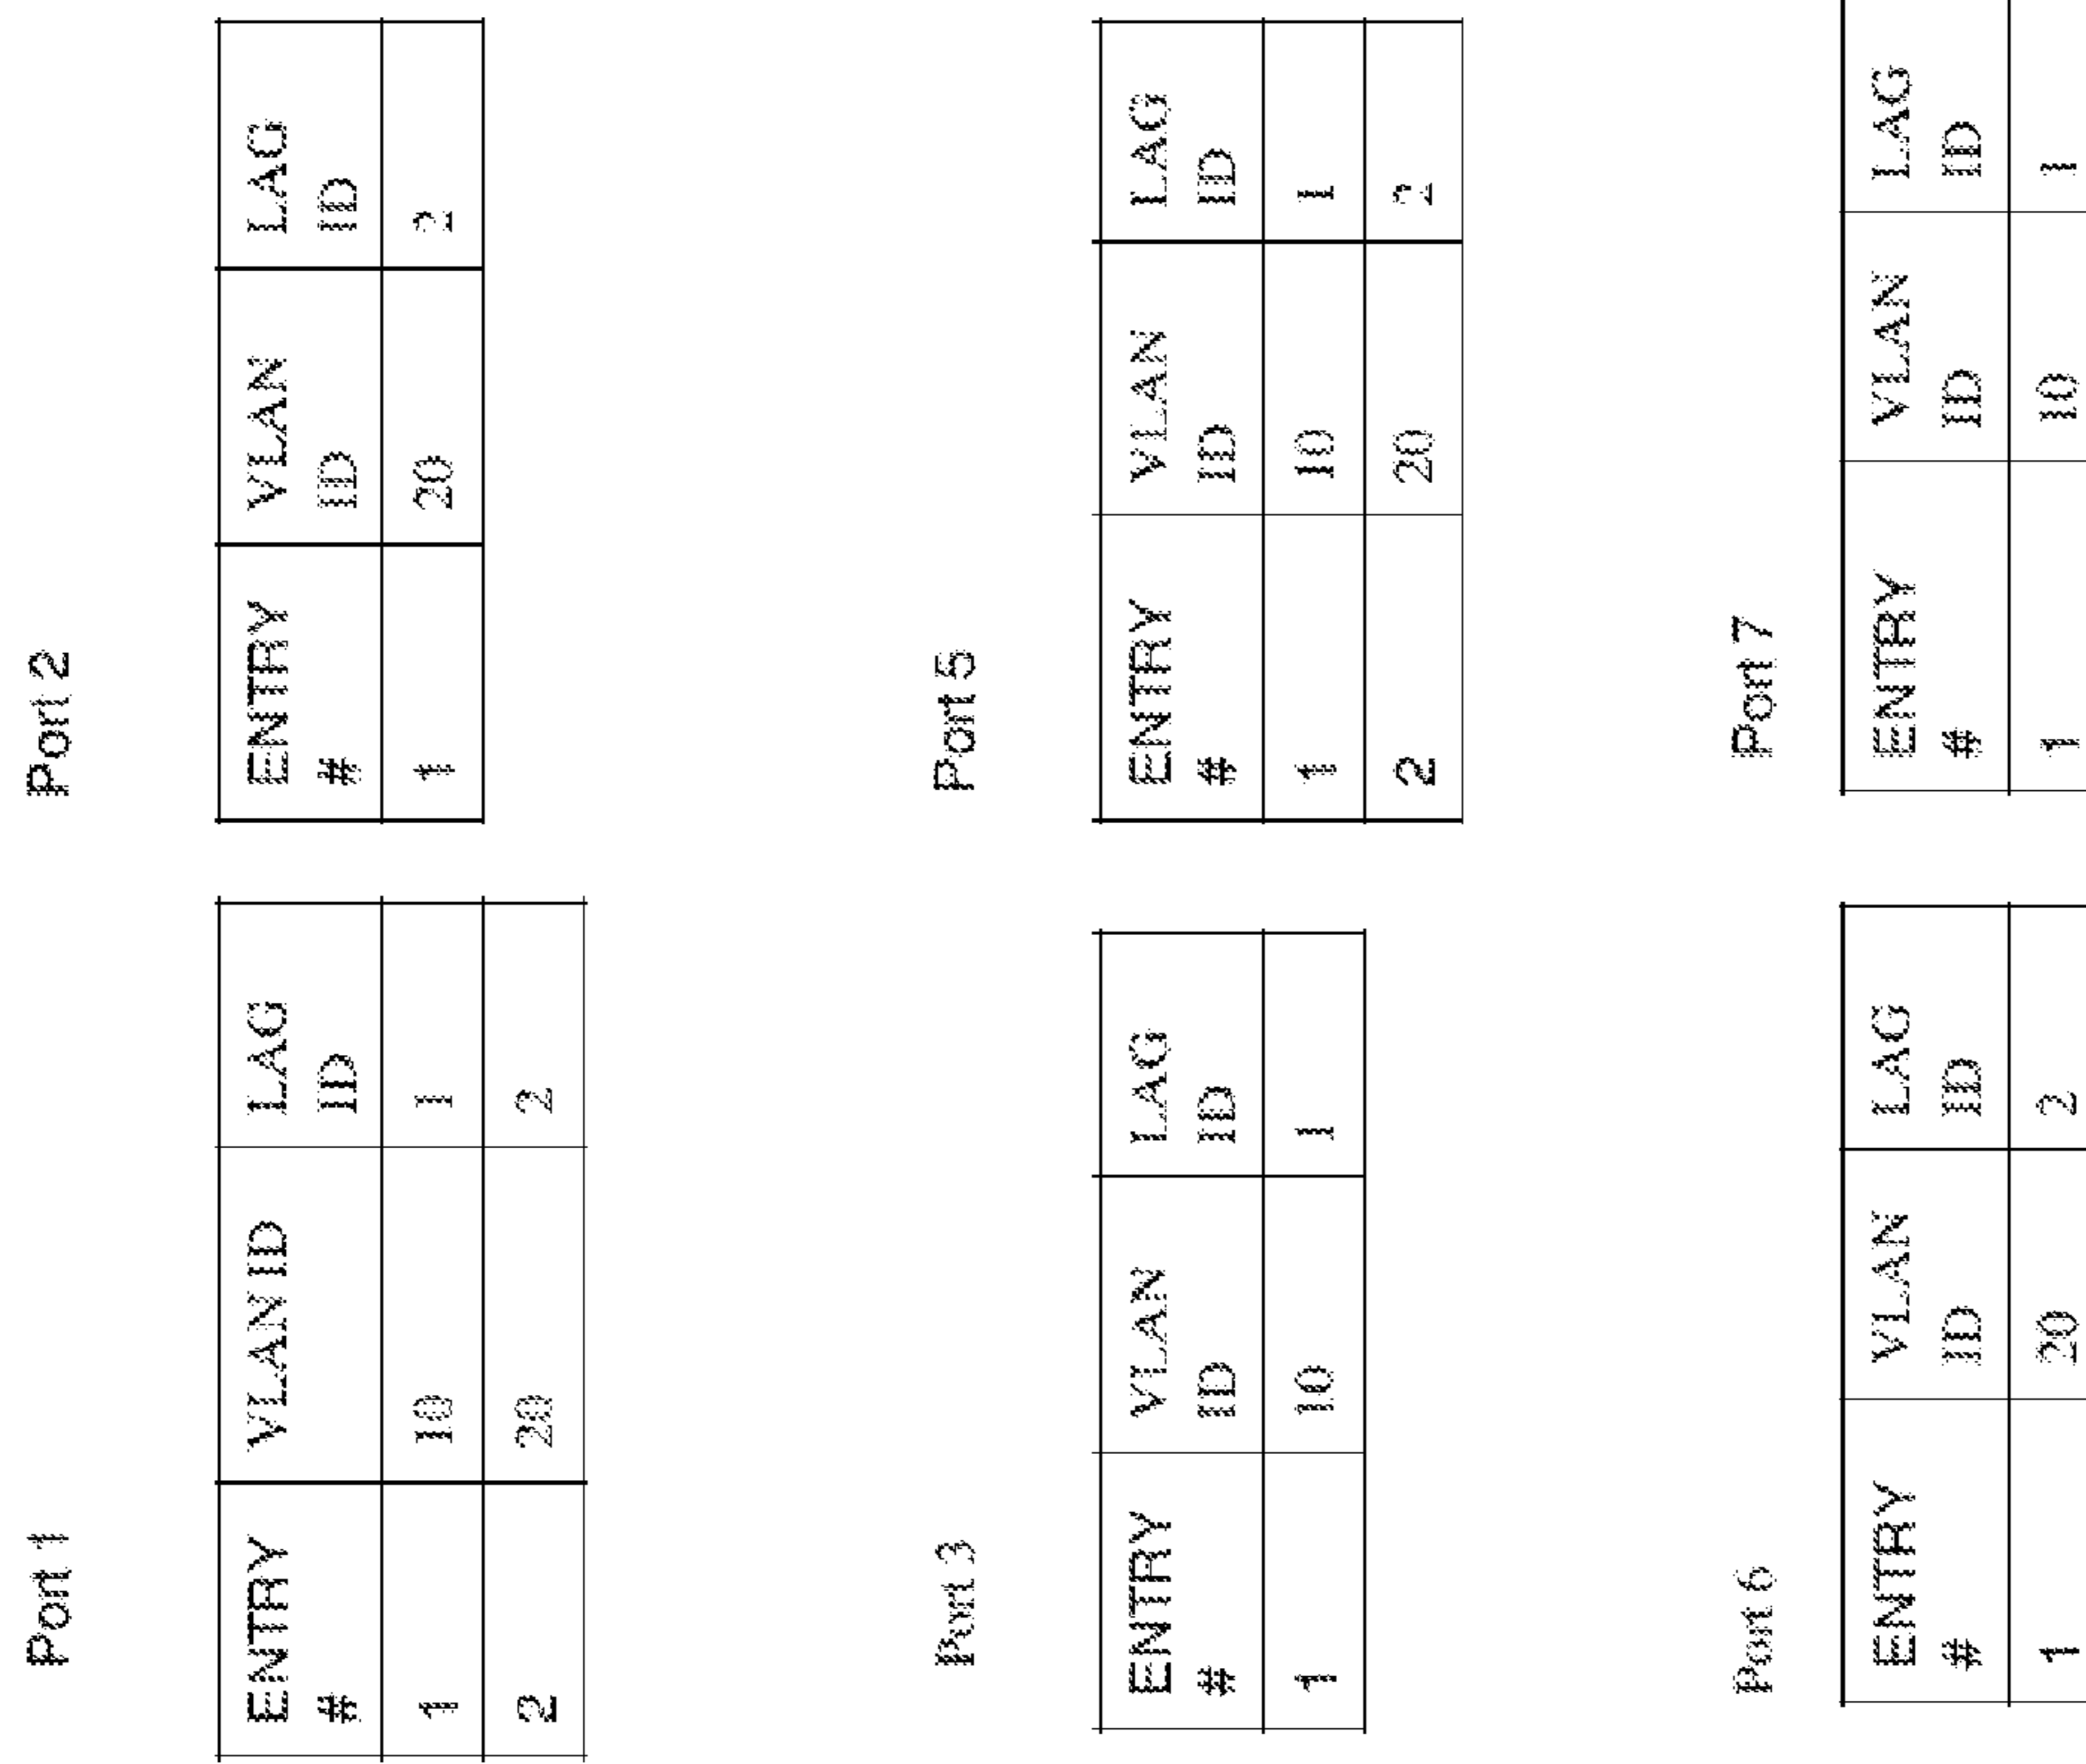 Port 1
ENTRY # VLAN ID LAG ID
1 10 1
2 20 2
Port 2
ENTRY # VLAN ID LAG ID
1 20 2
Port 3
ENTRY # VLAN ID LAG ID
1 10 1
Port 5
ENTRY # VLAN ID LAG ID
1 10 1
2 20 2
Port 6
ENTRY # VLAN ID LAG ID
1 20 2
Port 7
ENTRY # VLAN ID LAG ID
1 10 1